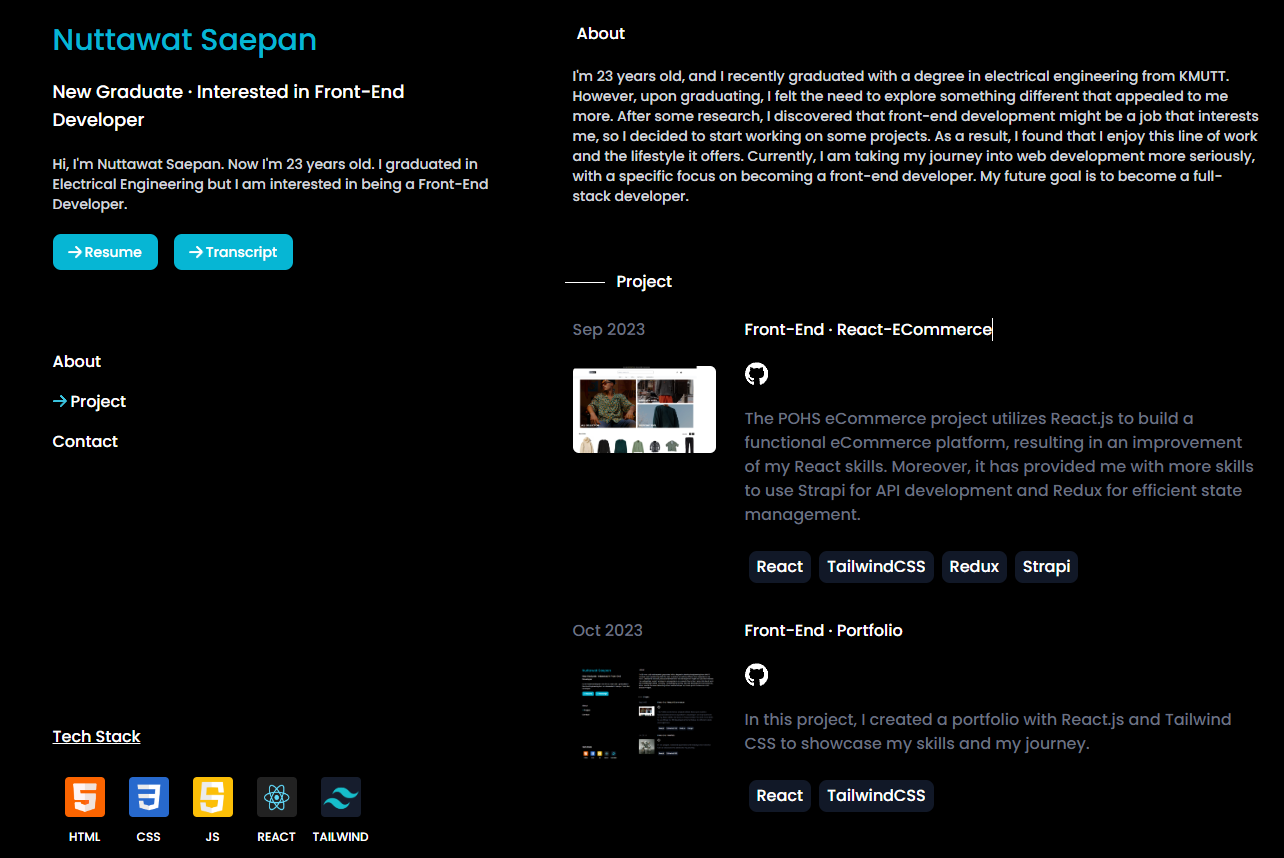 Nuttawat Saepan
New Graduate · Interested in Front-End
Developer
Hi, I'm Nuttawat Saepan. Now I'm 23 years old. I graduated in
Electrical Engineering but I am interested in being a Front-End
Developer.
Resume
Transcript
About
Project
Contact
Tech Stack
HTML
CSS
JS
REACT
TAILWIND
About
I'm 23 years old, and I recently graduated with a degree in electrical engineering from KMUTT.
However, upon graduating, I felt the need to explore something different that appealed to me
more. After some research, I discovered that front-end development might be a job that interests
me, so I decided to start working on some projects. As a result, I found that I enjoy this line of work
and the lifestyle it offers. Currently, I am taking my journey into web development more seriously,
with a specific focus on becoming a front-end developer. My future goal is to become a full-
stack developer.
Project
Sep 2023
Front-End · React-ECommerce
The POHS eCommerce project utilizes React.js to build a
functional eCommerce platform, resulting in an improvement
of my React skills. Moreover, it has provided me with more skills
to use Strapi for API development and Redux for efficient state
management.
React
TailwindCSS
Redux
Strapi
Oct 2023
Front-End · Portfolio
In this project, I created a portfolio with React.js and Tailwind
CSS to showcase my skills and my journey.
React
TailwindCSS